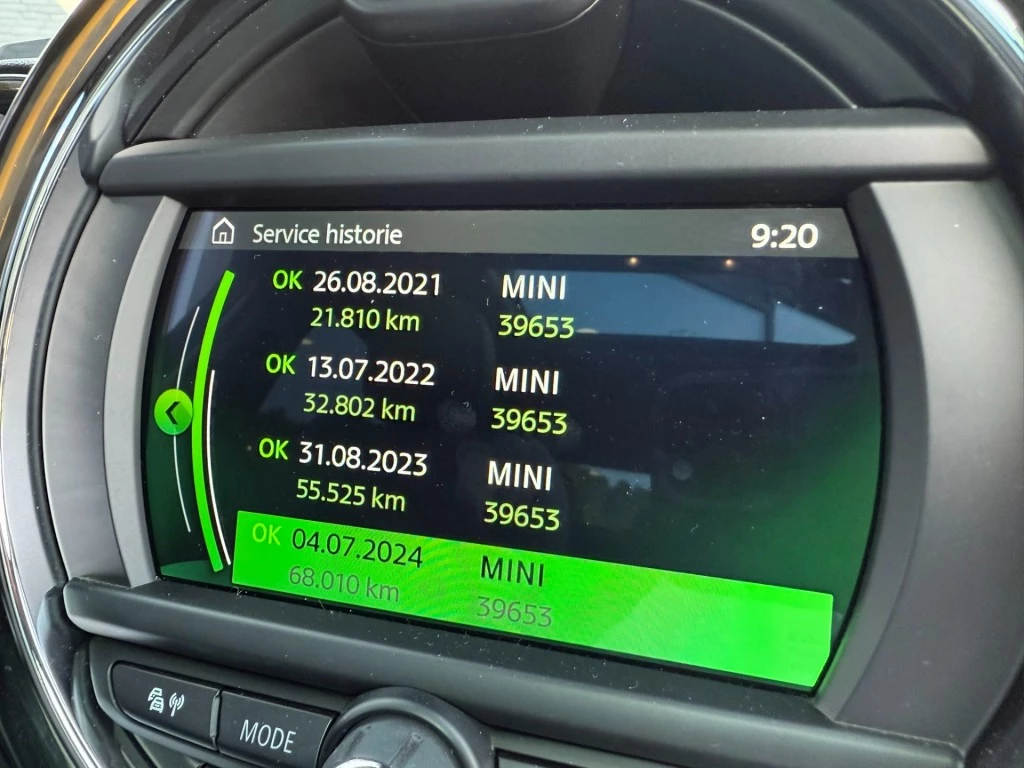 Service historie 9:20
OK 26.08.2021 MINI
21.810 km 39653
OK 13.07.2022 MINI
32.802 km 39653
OK 31.08.2023 MINI
55.525 km 39653
OK 04.07.2024 MINI
68.010 km 39653
MODE